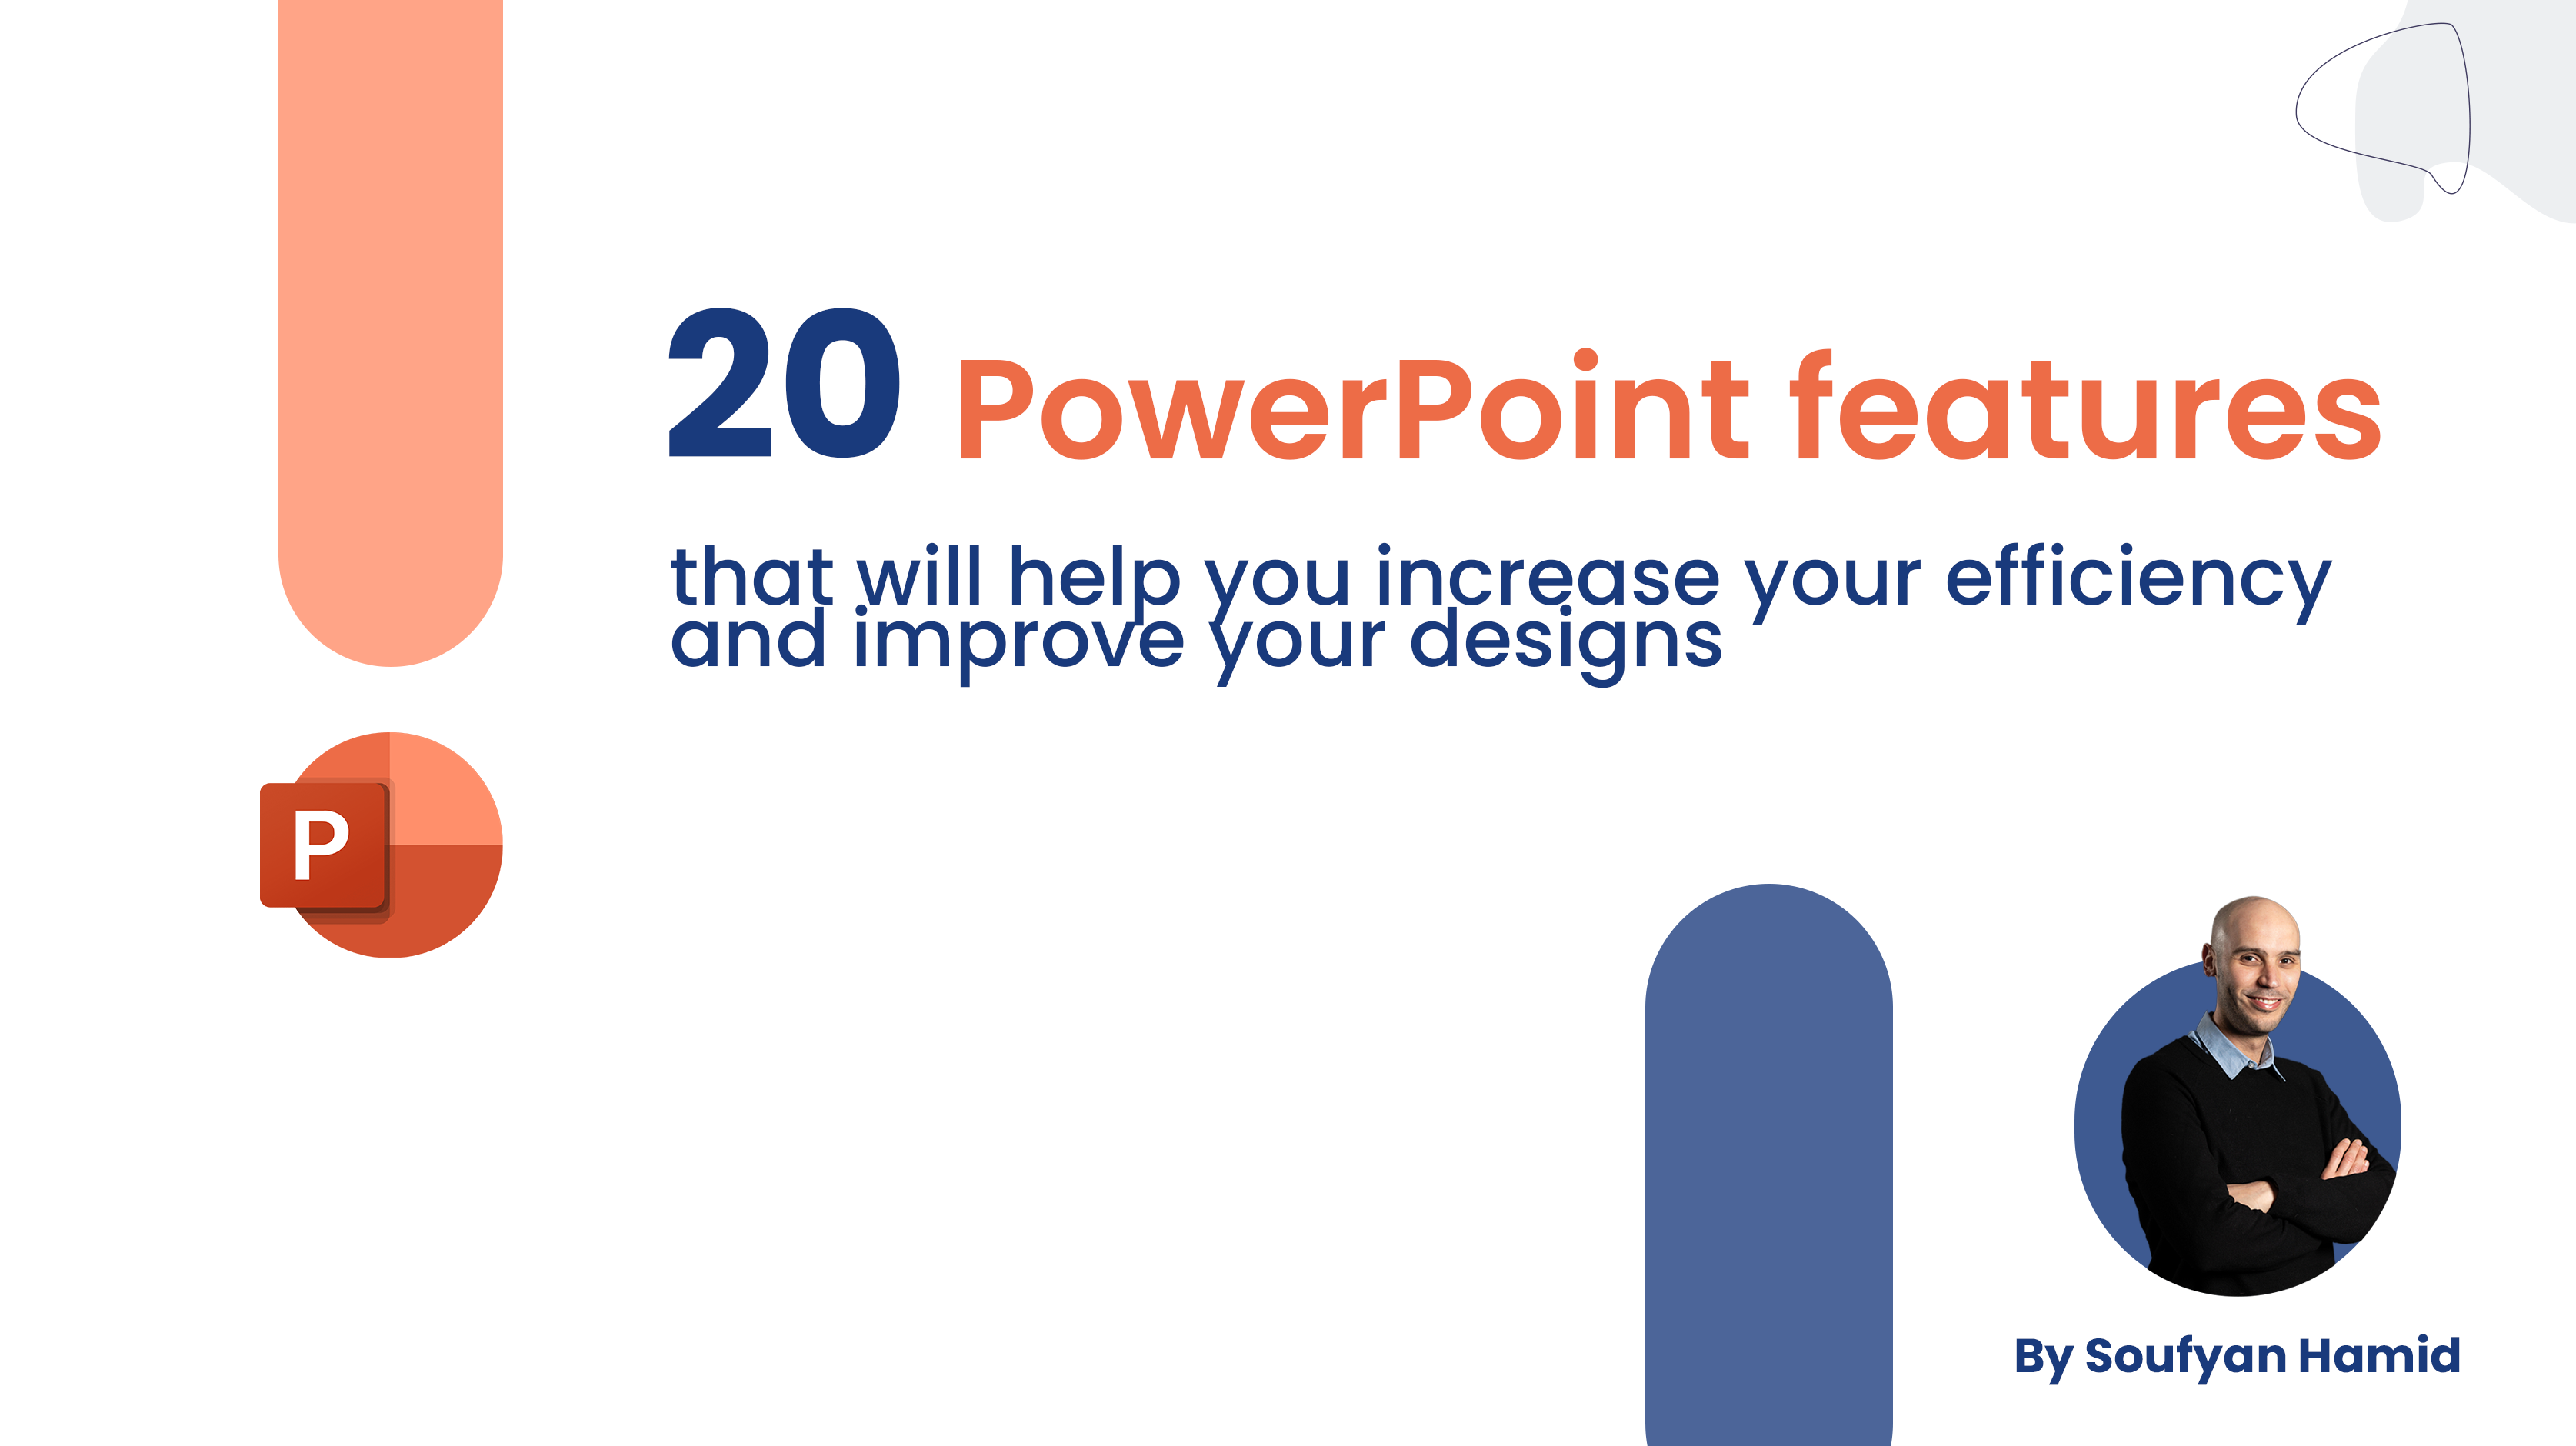 20 PowerPoint features
that will help you increase your efficiency
and improve your designs
P
By Soufyan Hamid